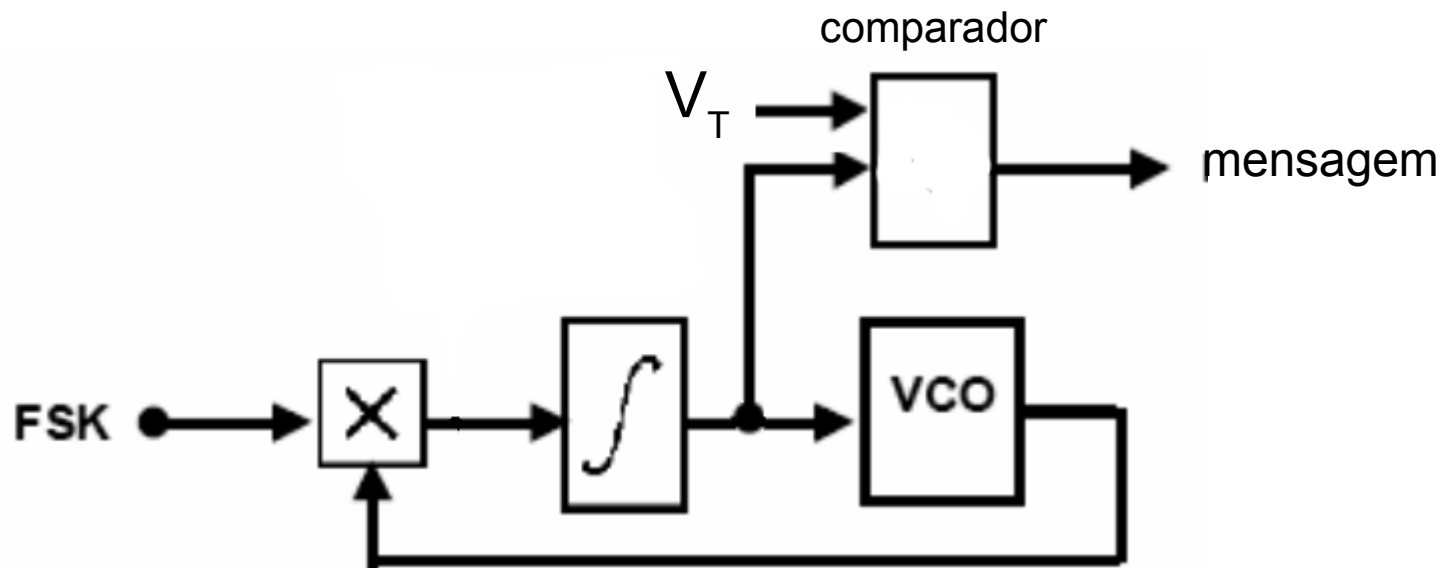 comparador
V_T
mensagem
FSK
×
∫
VCO